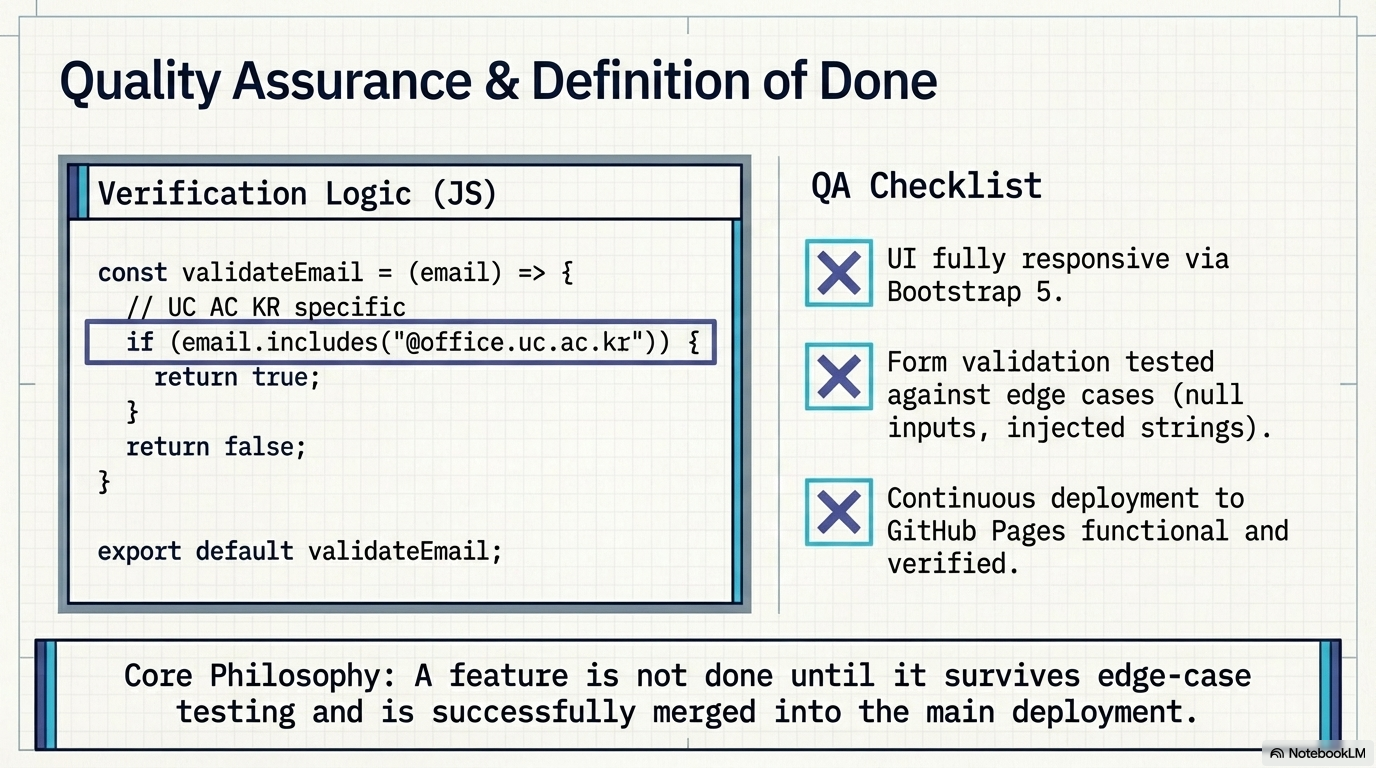 Quality Assurance & Definition of Done
Verification Logic (JS)
const validateEmail = (email) => {
  // UC AC KR specific
  if (email.includes("@office.uc.ac.kr")) {
    return true;
  }
  return false;
}
export default validateEmail;
QA Checklist
UI fully responsive via
Bootstrap 5.
Form validation tested
against edge cases (null
inputs, injected strings).
Continuous deployment to
GitHub Pages functional and
verified.
Core Philosophy: A feature is not done until it survives edge-case
testing and is successfully merged into the main deployment.
NotebookLM